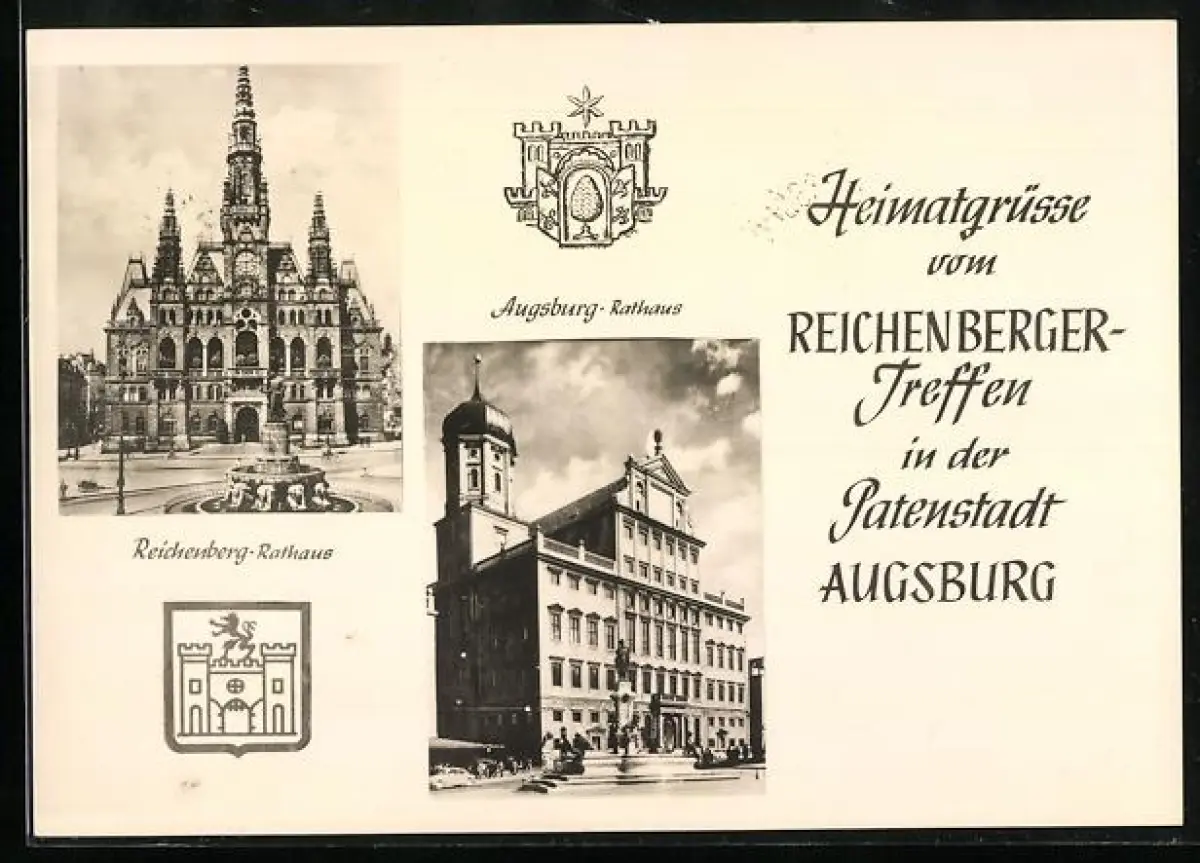 Augsburg-Rathaus
Reichenberg-Rathaus
Heimatgrüsse
vom
REICHENBERGER-
Treffen
in der
Patenstadt
AUGSBURG